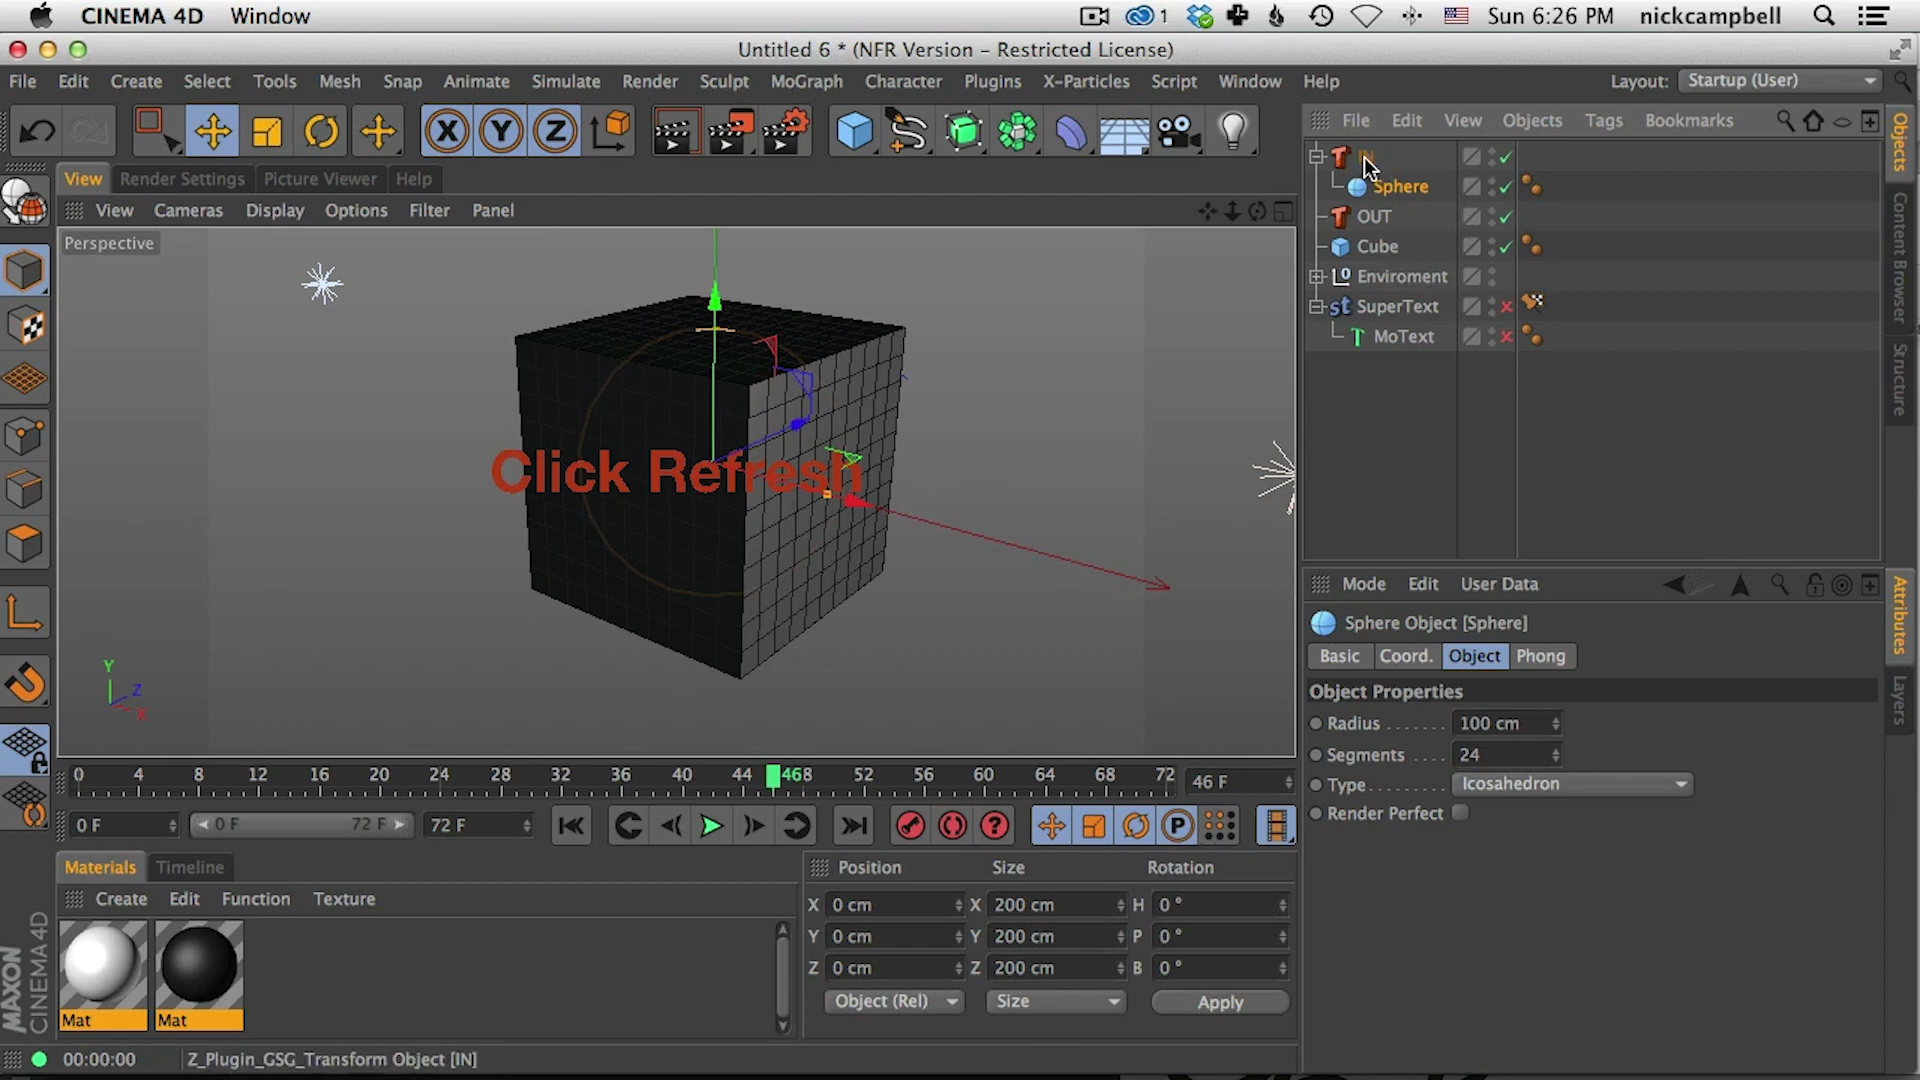 CINEMA 4D Window
1 Sun 6:26 PM nickcampbell
Untitled 6 * (NFR Version - Restricted License)
File Edit Create Select Tools Mesh Snap Animate Simulate Render Sculpt MoGraph Character Plugins X-Particles Script Window Help
Layout: Startup (User)
X Y Z
File Edit View Objects Tags Bookmarks
View Render Settings Picture Viewer Help
View Cameras Display Options Filter Panel
Perspective
Sphere
OUT
Cube
Enviroment
SuperText
MoText
Objects
Content Browser
Structure
Click Refresh
Y
Z
X
Mode Edit User Data
Sphere Object [Sphere]
Basic Coord. Object Phong
Object Properties
Radius 100 cm
Segments 24
Type Icosahedron
Render Perfect
Attributes
Layers
0 4 8 12 16 20 24 28 32 36 40 44 468 52 56 60 64 68 72 46 F
0 F 0 F 72 F 72 F
P
Materials Timeline
Create Edit Function Texture
Mat Mat
Position Size Rotation
X 0 cm X 200 cm H 0 °
Y 0 cm Y 200 cm P 0 °
Z 0 cm Z 200 cm B 0 °
Object (Rel) Size Apply
MAXON
CINEMA 4D
00:00:00 Z_Plugin_GSG_Transform Object [IN]